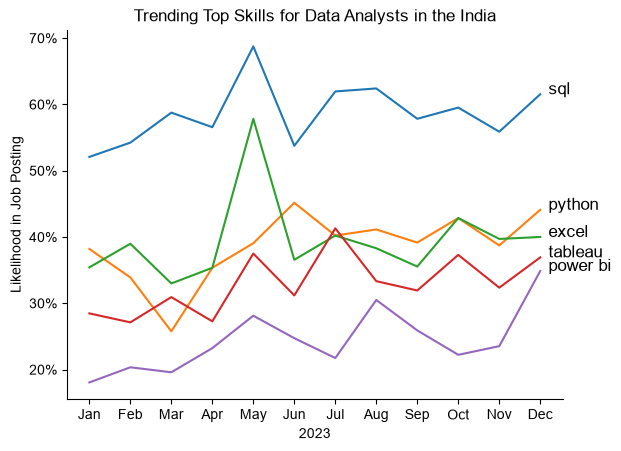 Trending Top Skills for Data Analysts in the India
Likelihood in Job Posting
70%
60%
50%
40%
30%
20%
sql
python
excel
tableau
power bi
Jan Feb Mar Apr May Jun Jul Aug Sep Oct Nov Dec
2023